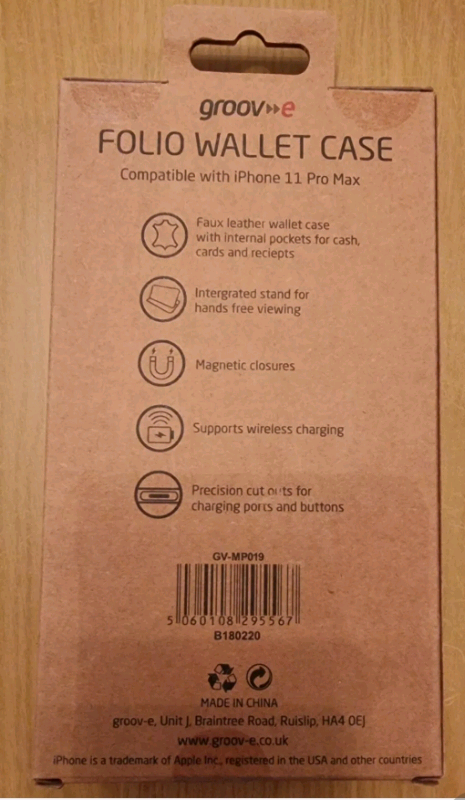 groov-e
FOLIO WALLET CASE
Compatible with iPhone 11 Pro Max
Faux leather wallet case
with internal pockets for cash,
cards and reciepts
Intergrated stand for
hands free viewing
Magnetic closures
Supports wireless charging
Precision cut outs for
charging ports and buttons
GV-MP019
5 060108 295567
B180220
MADE IN CHINA
groov-e, Unit J, Braintree Road, Ruislip, HA4 0EJ
www.groov-e.co.uk
iPhone is a trademark of Apple Inc., registered in the USA and other countries